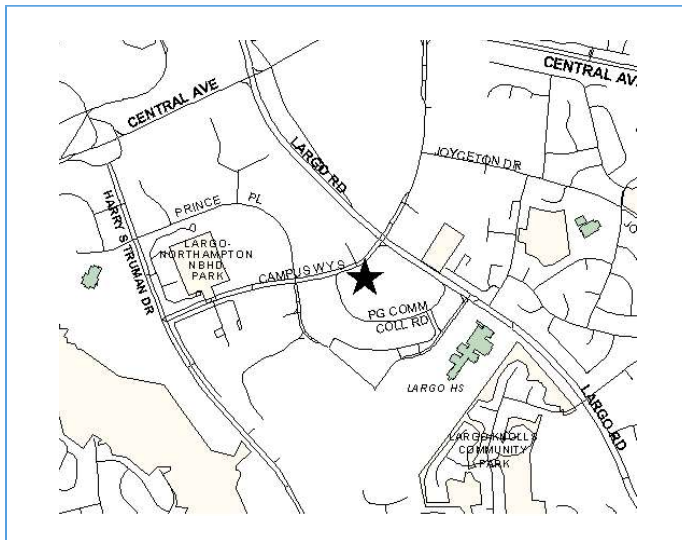 CENTRAL AVE
CENTRAL AV
LARGO RD
JOYCETON DR
HARRY S TRUMAN DR
PRINCE PL
LARGO-
NORTHAMPTON
NBHD
PARK
CAMPUS WY S
PG COMM
COLL RD
LARGO HS
LARGO RD
LARGO-KNOLLS
COMMUNITY
PARK